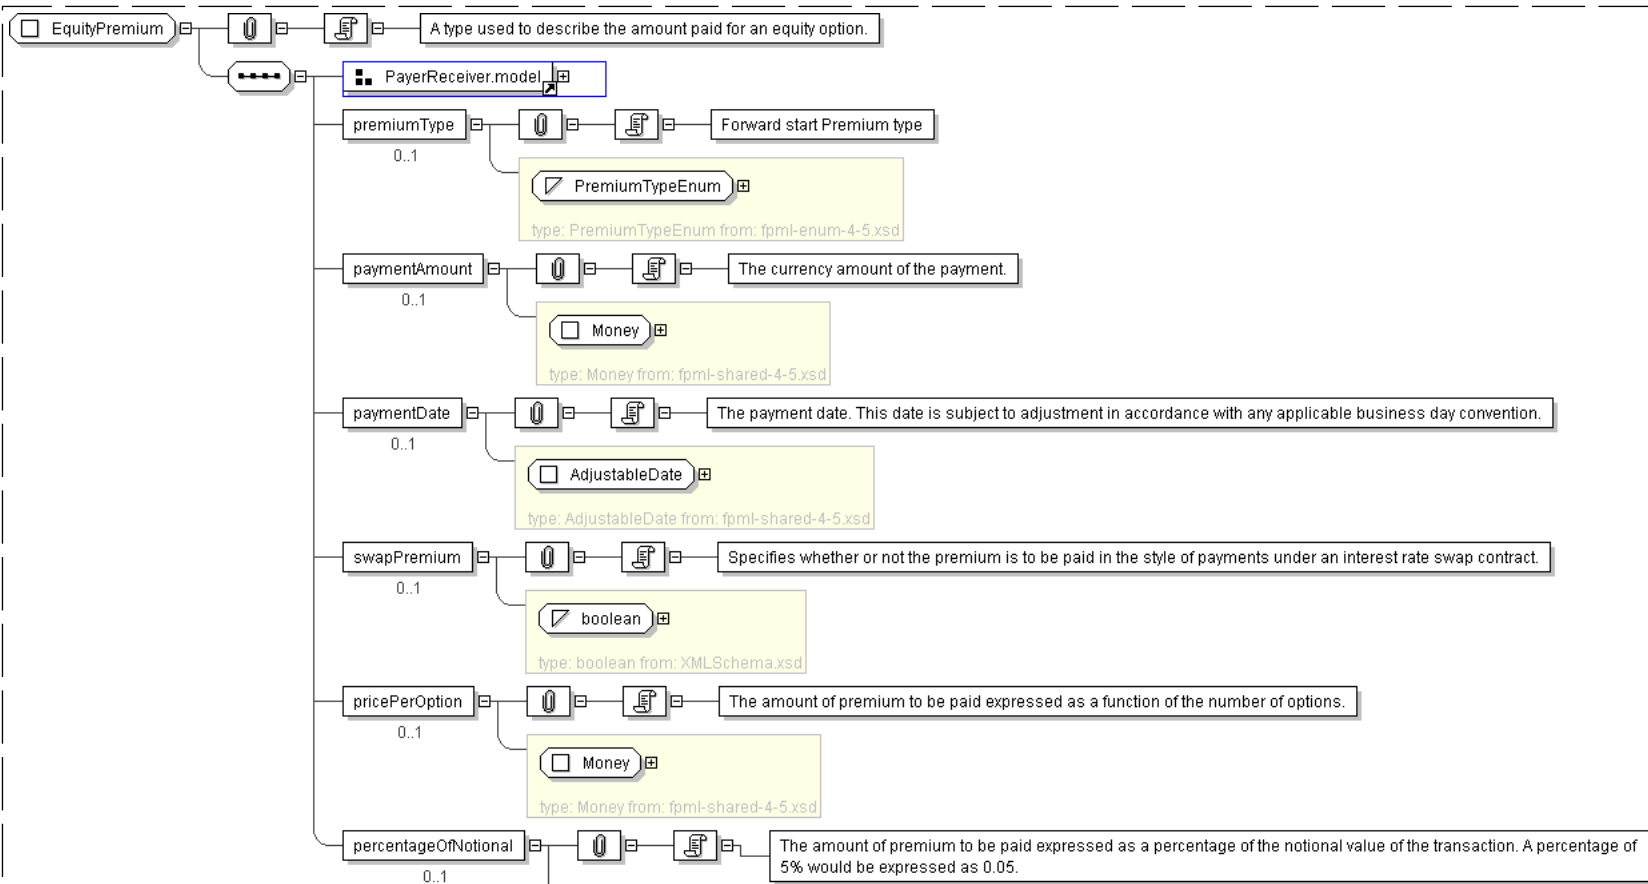 EquityPremium
A type used to describe the amount paid for an equity option.
PayerReceiver.model
premiumType
Forward start Premium type
0..1
PremiumTypeEnum
type: PremiumTypeEnum from: fpml-enum-4-5.xsd
paymentAmount
The currency amount of the payment.
0..1
Money
type: Money from: fpml-shared-4-5.xsd
paymentDate
The payment date. This date is subject to adjustment in accordance with any applicable business day convention.
0..1
AdjustableDate
type: AdjustableDate from: fpml-shared-4-5.xsd
swapPremium
Specifies whether or not the premium is to be paid in the style of payments under an interest rate swap contract.
0..1
boolean
type: boolean from: XMLSchema.xsd
pricePerOption
The amount of premium to be paid expressed as a function of the number of options.
0..1
Money
type: Money from: fpml-shared-4-5.xsd
percentageOfNotional
The amount of premium to be paid expressed as a percentage of the notional value of the transaction. A percentage of
5% would be expressed as 0.05.
0..1